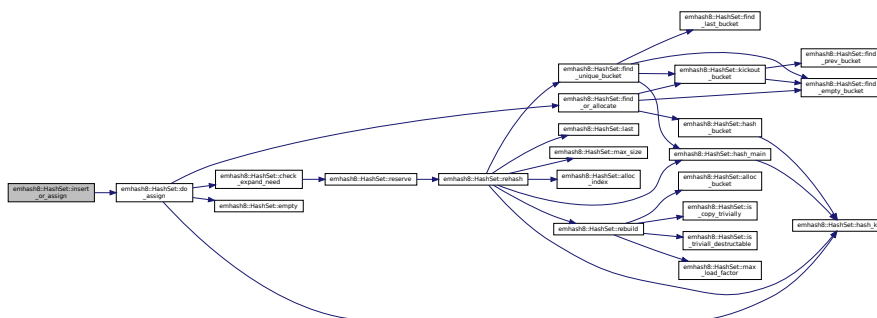 emhash8::HashSet::insert
_or_assign
emhash8::HashSet::do
_assign
emhash8::HashSet::check
_expand_need
emhash8::HashSet::empty
emhash8::HashSet::reserve
emhash8::HashSet::rehash
emhash8::HashSet::find
_unique_bucket
emhash8::HashSet::find
_or_allocate
emhash8::HashSet::last
emhash8::HashSet::max_size
emhash8::HashSet::alloc
_index
emhash8::HashSet::rebuild
emhash8::HashSet::find
_last_bucket
emhash8::HashSet::kickout
_bucket
emhash8::HashSet::hash
_bucket
emhash8::HashSet::hash_main
emhash8::HashSet::alloc
_bucket
emhash8::HashSet::is
_copy_trivially
emhash8::HashSet::is
_triviall_destructable
emhash8::HashSet::max
_load_factor
emhash8::HashSet::find
_prev_bucket
emhash8::HashSet::find
_empty_bucket
emhash8::HashSet::hash_k